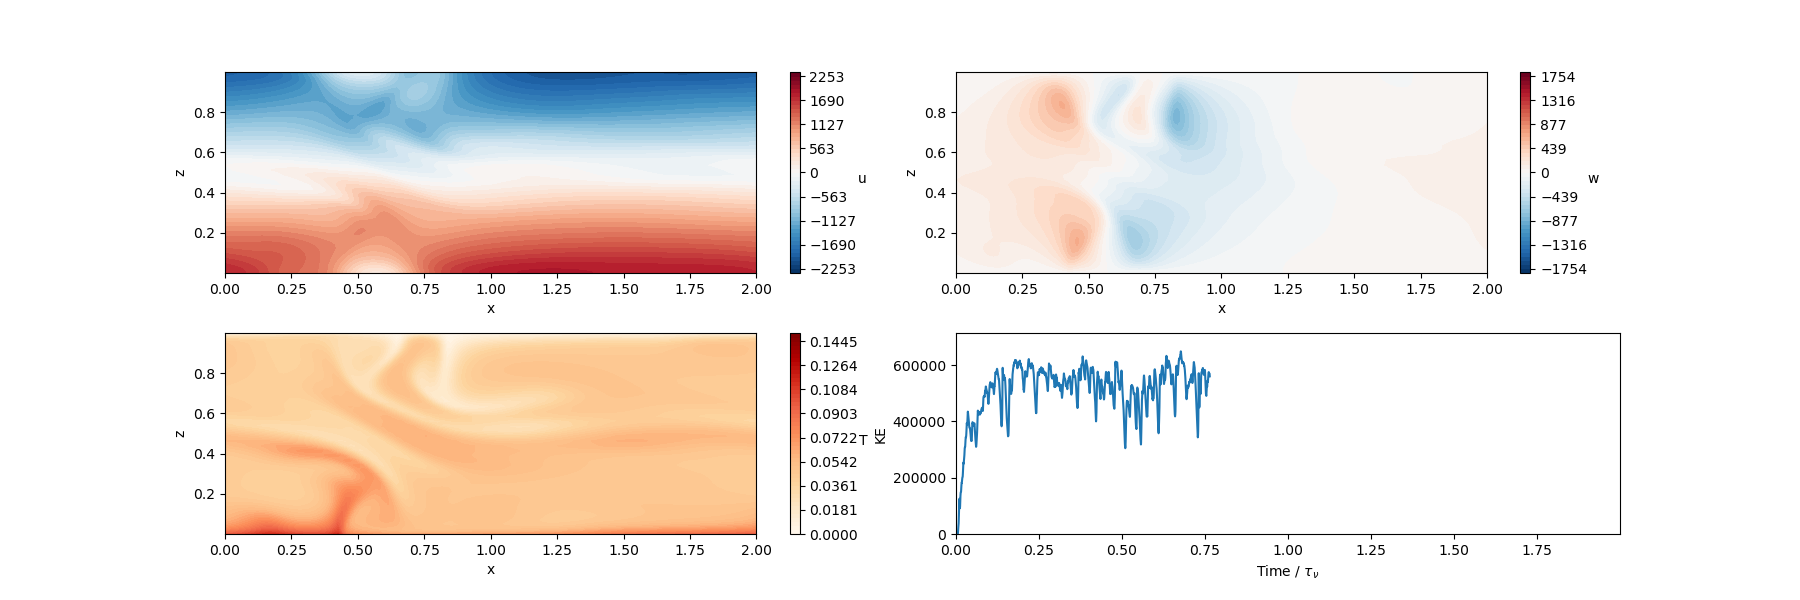 0.8
0.6
0.4
0.2
z
0.00 0.25 0.50 0.75 1.00 1.25 1.50 1.75 2.00
x
2253
1690
1127
563
0
−563
−1127
−1690
−2253
u
0.8
0.6
0.4
0.2
z
0.00 0.25 0.50 0.75 1.00 1.25 1.50 1.75 2.00
x
1754
1316
877
439
0
−439
−877
−1316
−1754
w
0.8
0.6
0.4
0.2
z
0.00 0.25 0.50 0.75 1.00 1.25 1.50 1.75 2.00
x
0.1445
0.1264
0.1084
0.0903
0.0722
0.0542
0.0361
0.0181
0.0000
T
600000
400000
200000
0
KE
0.00 0.25 0.50 0.75 1.00 1.25 1.50 1.75
Time / τν